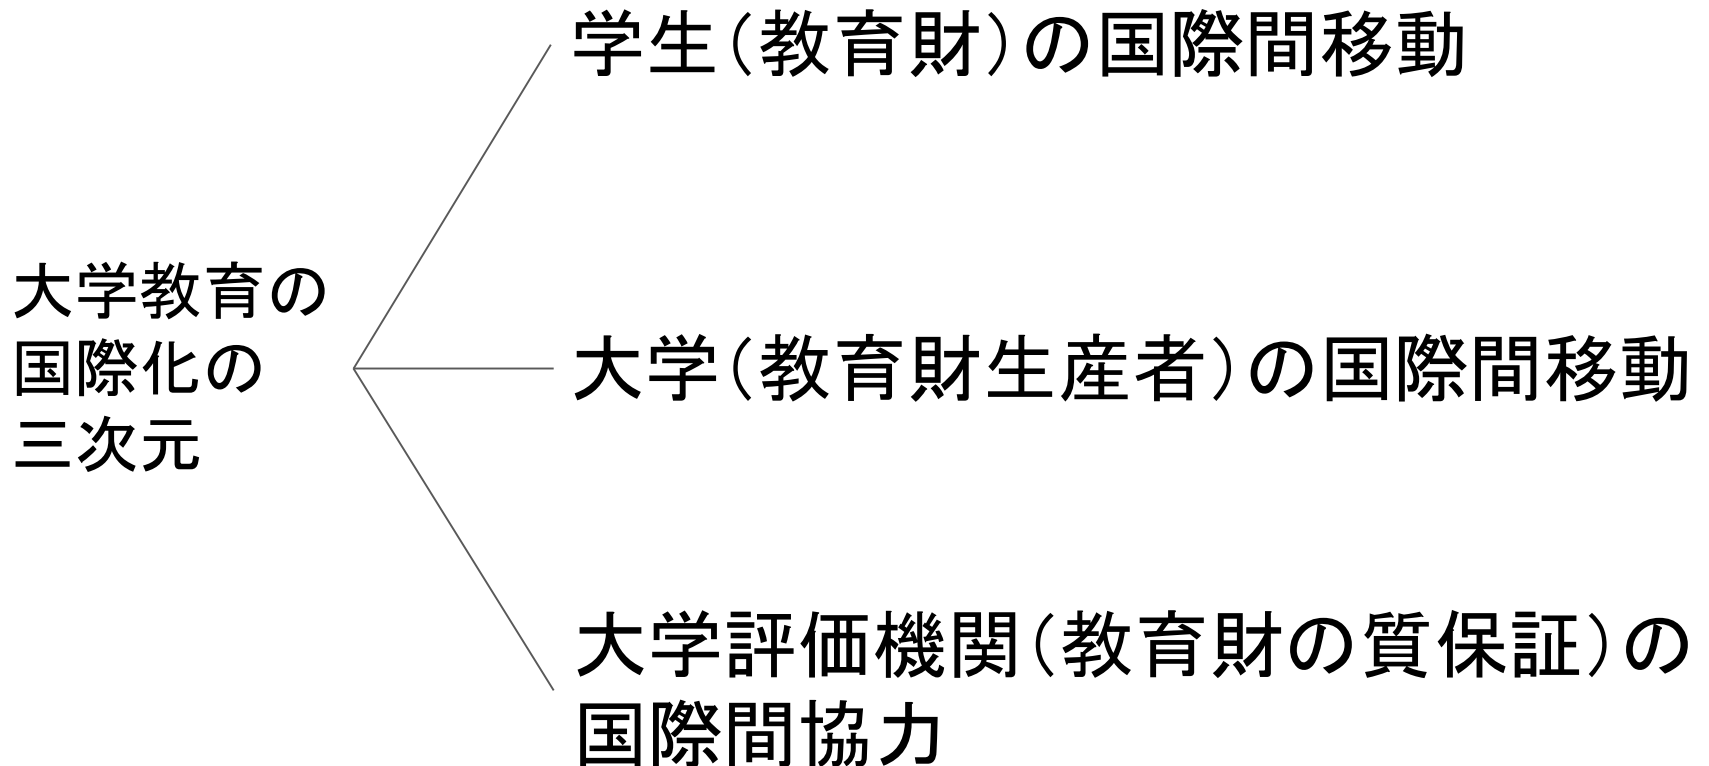 学生（教育財）の国際間移動
大学教育の
国際化の
三次元
大学（教育財生産者）の国際間移動
大学評価機関（教育財の質保証）の
国際間協力